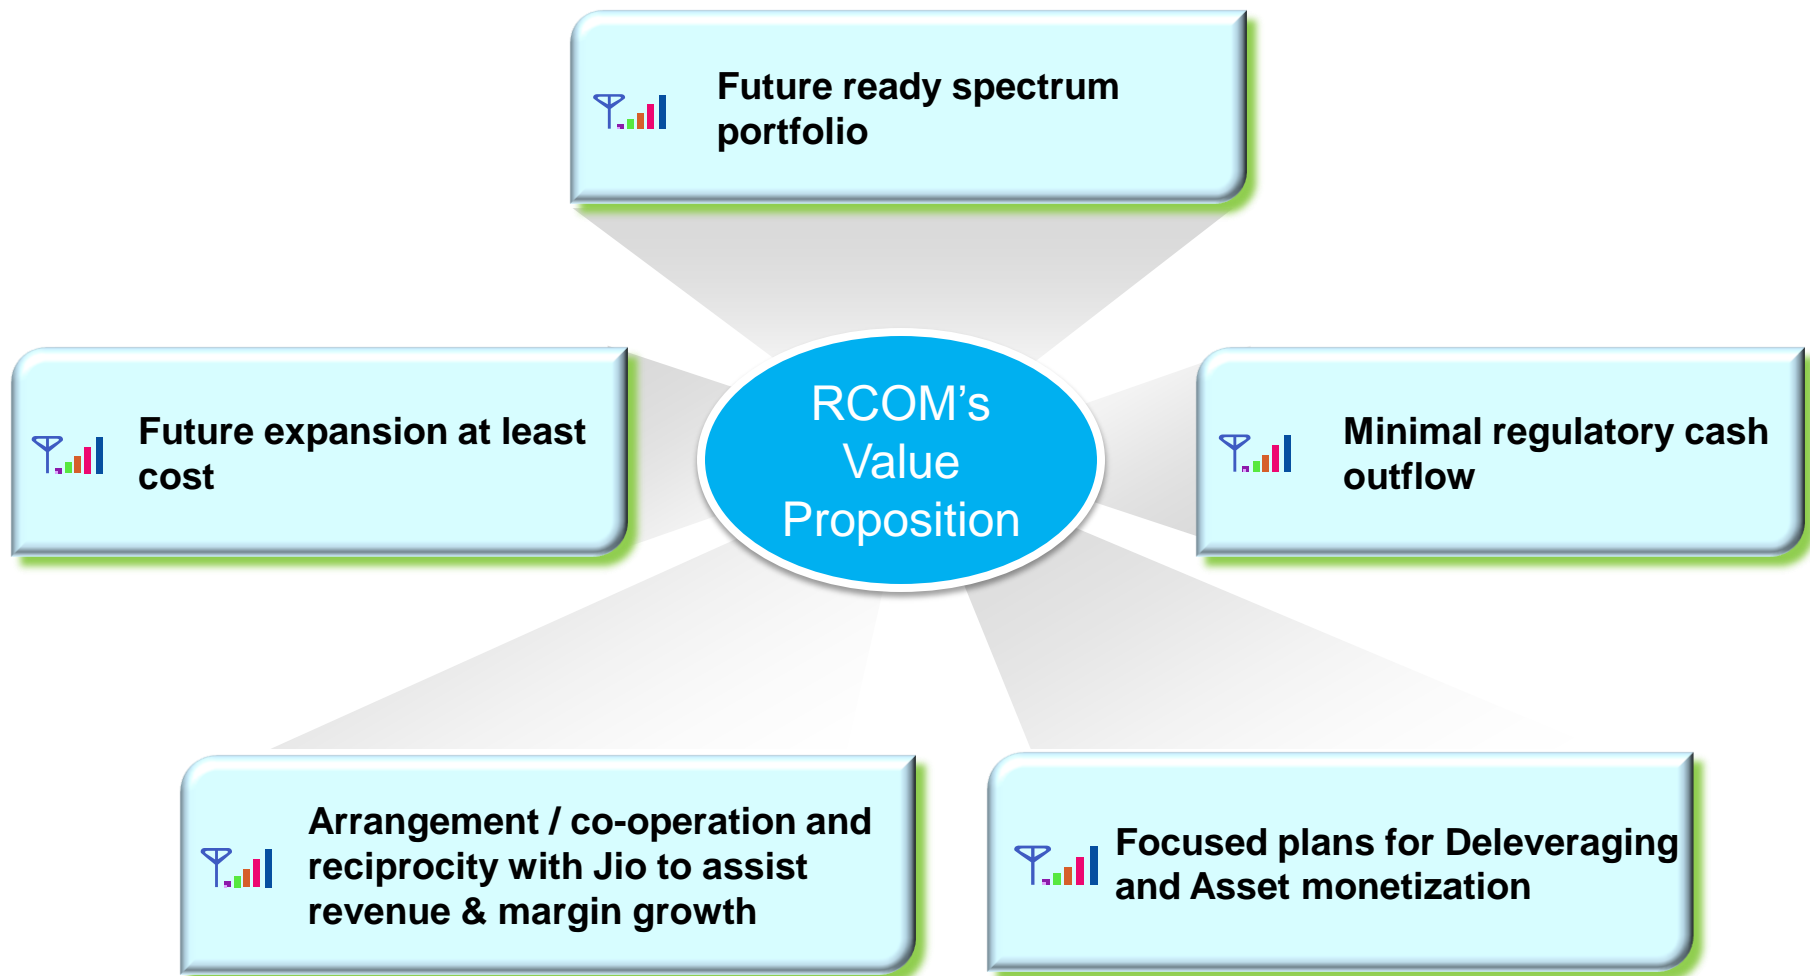 Future ready spectrum
portfolio
Future expansion at least
cost
RCOM’s
Value
Proposition
Minimal regulatory cash
outflow
Arrangement / co-operation and
reciprocity with Jio to assist
revenue & margin growth
Focused plans for Deleveraging
and Asset monetization